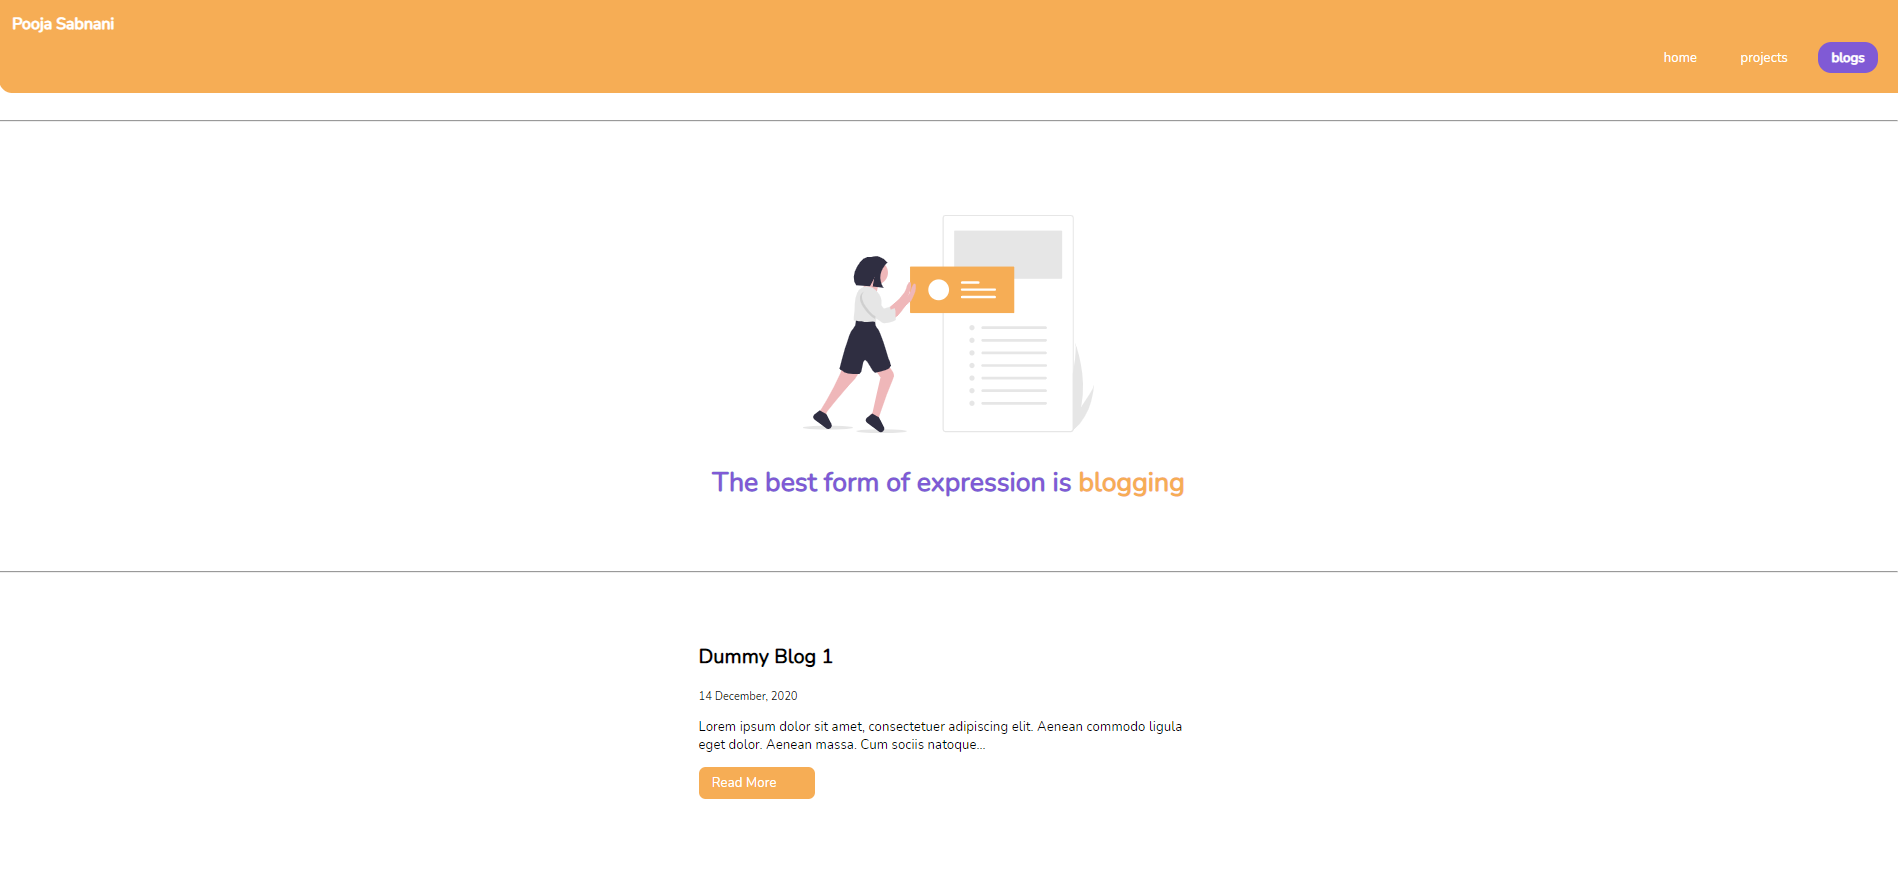 Pooja Sabnani
home projects blogs
The best form of expression is blogging
Dummy Blog 1
14 December, 2020
Lorem ipsum dolor sit amet, consectetuer adipiscing elit. Aenean commodo ligula
eget dolor. Aenean massa. Cum sociis natoque...
Read More